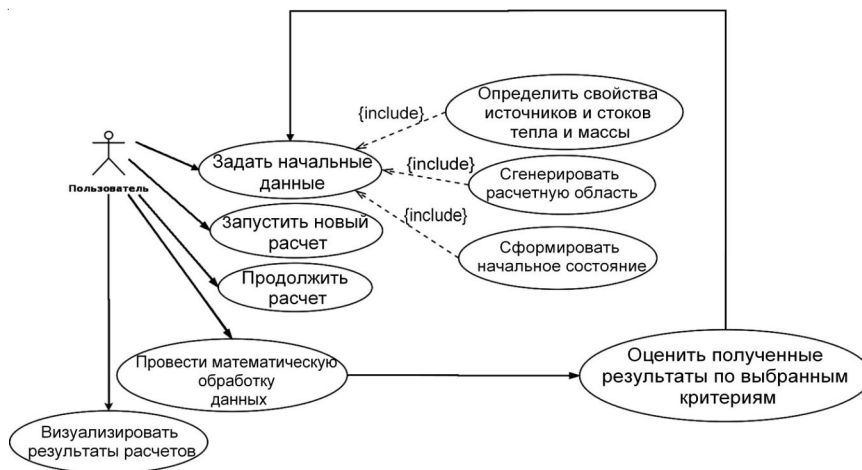 {include}
Определить свойства
источников и стоков
тепла и массы
Пользователь
Задать начальные
данные
{include}
Сгенерировать
расчетную область
{include}
Сформировать
начальное состояние
Запустить новый
расчет
Продолжить
расчет
Провести математическую
обработку
данных
Оценить полученные
результаты по выбранным
критериям
Визуализировать
результаты расчетов